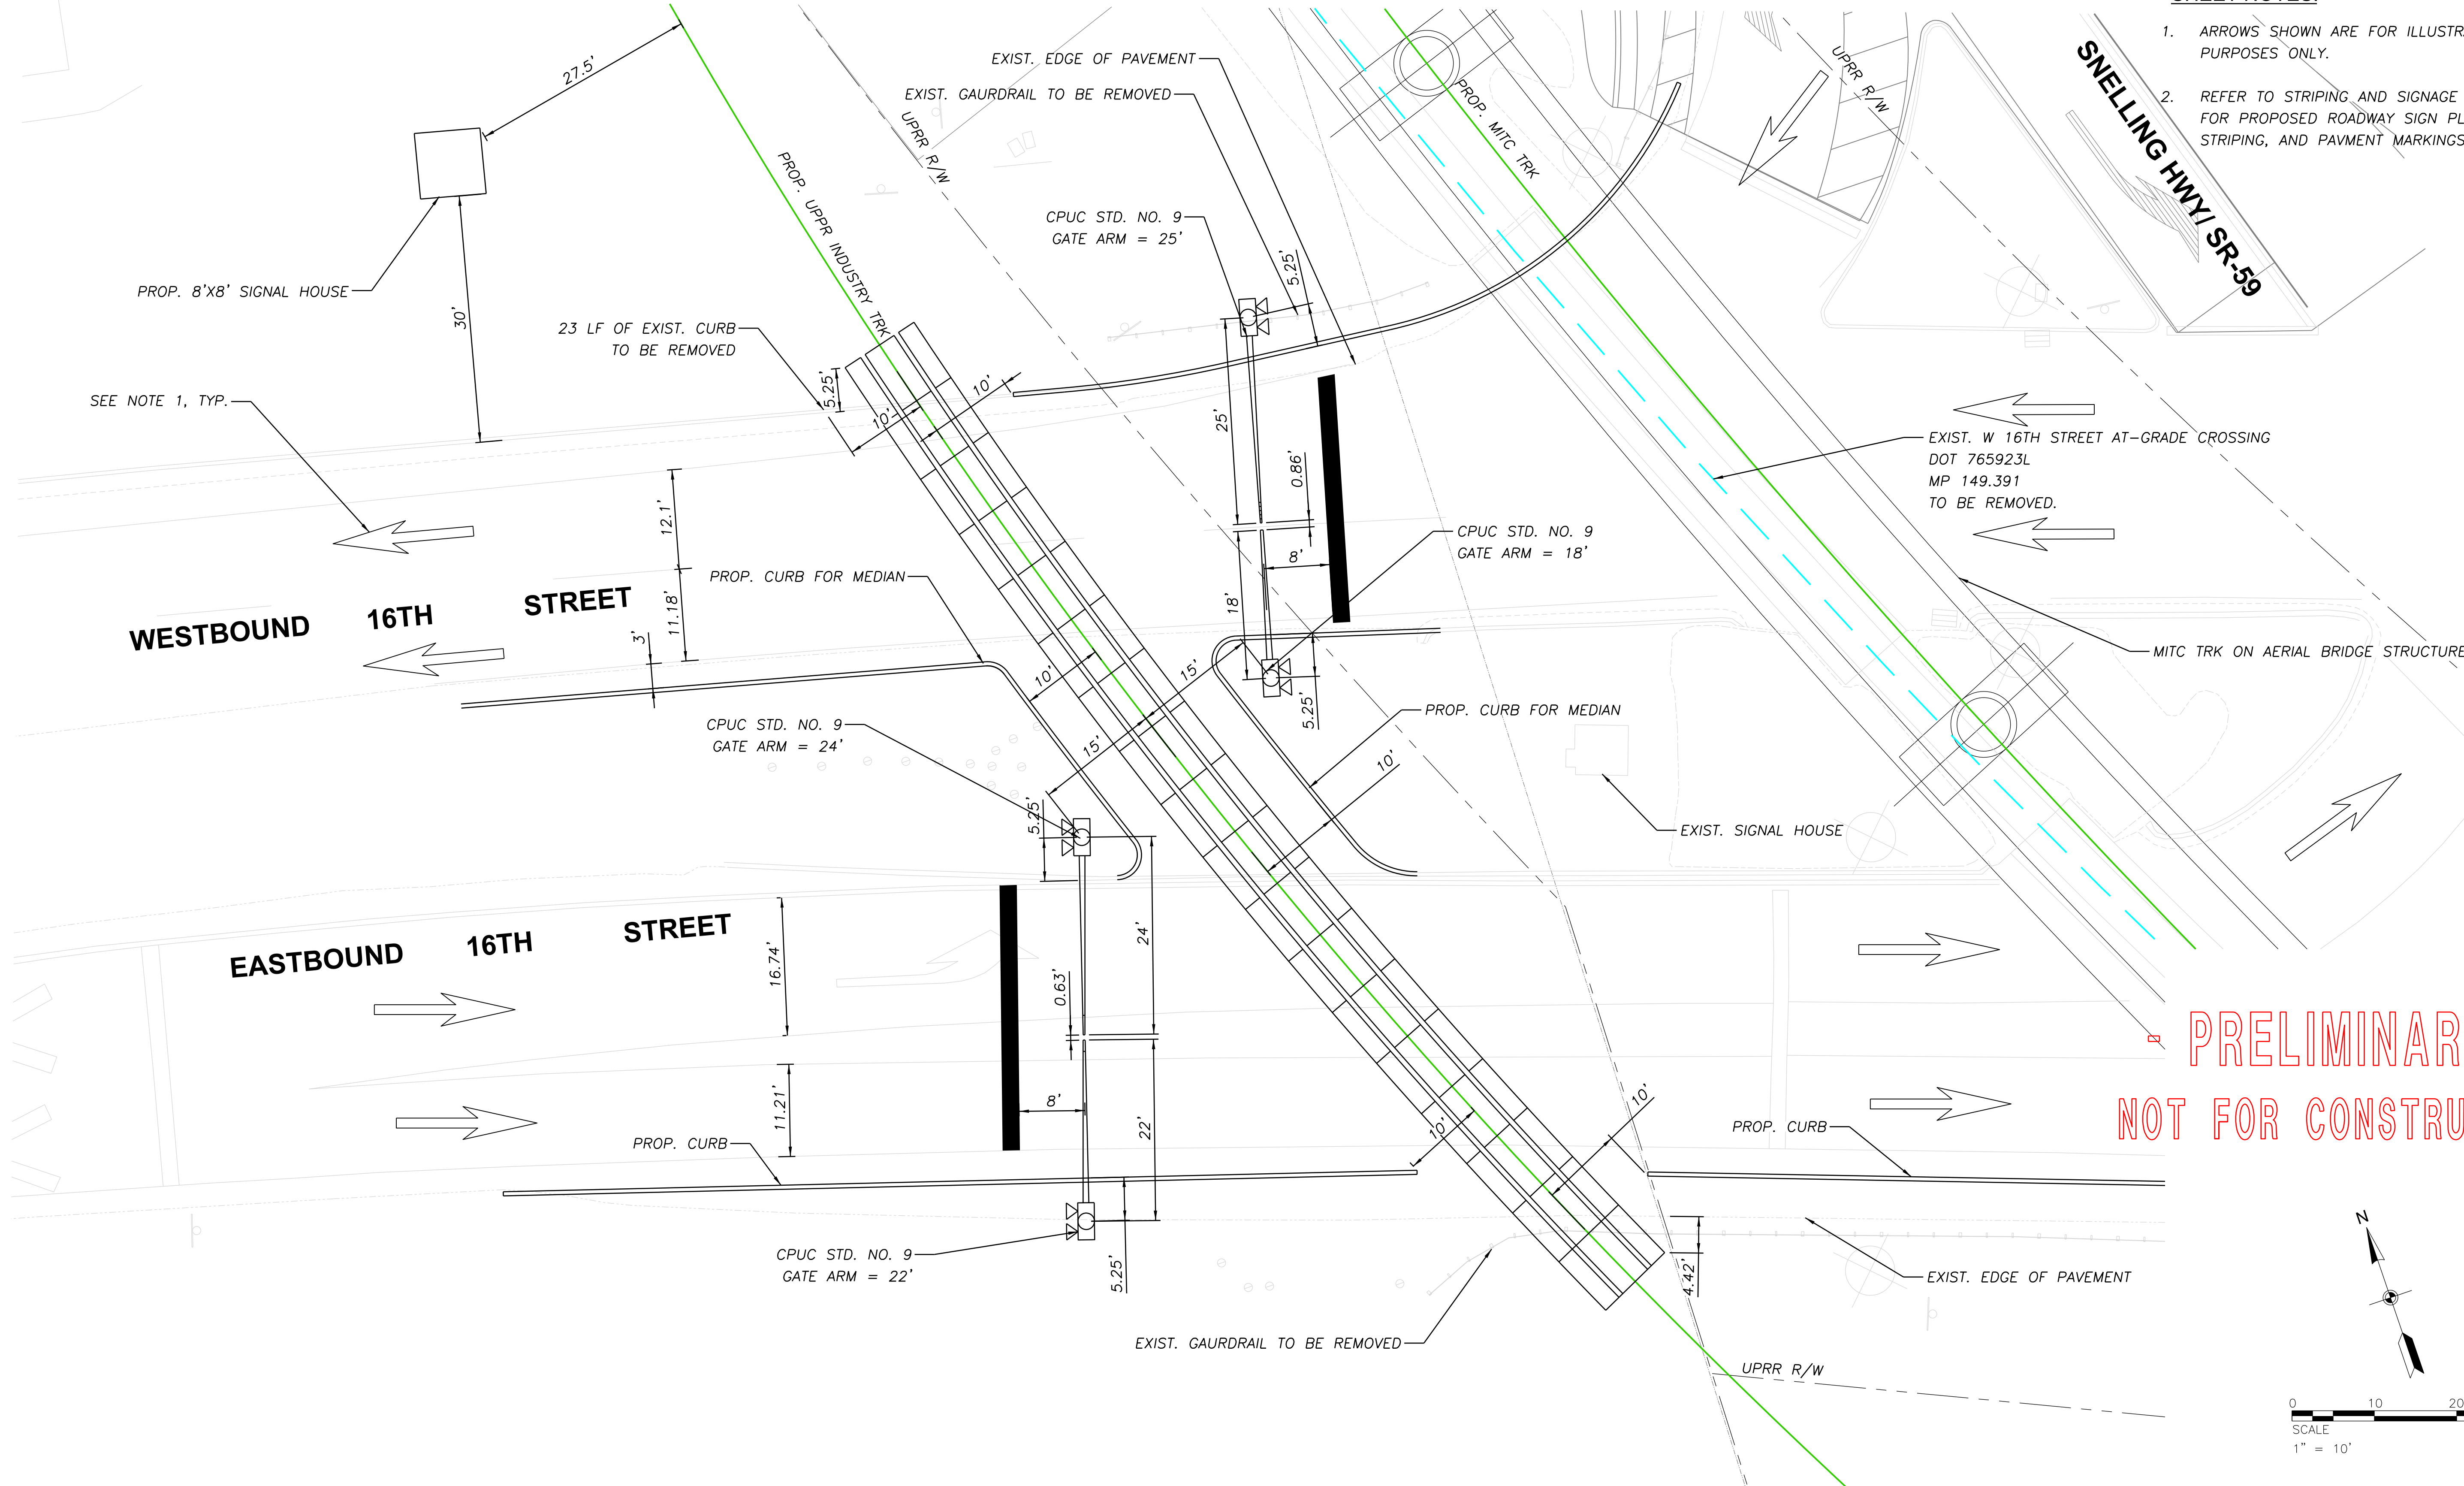 1. ARROWS SHOWN ARE FOR
PURPOSES ONLY.
2. REFER TO STRIPING AND SIGNAGE
FOR PROPOSED ROADWAY SIGN
STRIPING, AND PAVMENT MARKINGS
27.5'
EXIST. EDGE OF PAVEMENT
EXIST. GAURDRAIL TO BE REMOVED
UPRR R/W
PROP. MITC TRK
UPRR R/W
SNELLING HWY/ SR-59
PROP. UPPR INDUSTRY TRK
CPUC STD. NO. 9
GATE ARM = 25'
5.25'
PROP. 8'X8' SIGNAL HOUSE
30'
23 LF OF EXIST. CURB
TO BE REMOVED
5.25'
10'
10'
SEE NOTE 1, TYP.
25'
0.86'
EXIST. W 16TH STREET AT-GRADE CROSSING
DOT 765923L
MP 149.391
TO BE REMOVED.
12.1'
CPUC STD. NO. 9
GATE ARM = 18'
8'
PROP. CURB FOR MEDIAN
WESTBOUND 16TH STREET
3'
11.18'
18'
MITC TRK ON AERIAL BRIDGE STRUCTURE
10'
15'
5.25'
CPUC STD. NO. 9
GATE ARM = 24'
PROP. CURB FOR MEDIAN
15'
10'
5.25'
EXIST. SIGNAL HOUSE
EASTBOUND 16TH STREET
16.74'
24'
0.63'
11.21'
8'
22'
10'
10'
PROP. CURB
PROP. CURB
PRELIMINAR
NOT FOR
CPUC STD. NO. 9
GATE ARM = 22'
5.25'
4.42'
EXIST. EDGE OF PAVEMENT
EXIST. GAURDRAIL TO BE REMOVED
UPRR R/W
N
0 10 20
SCALE
1" = 10'